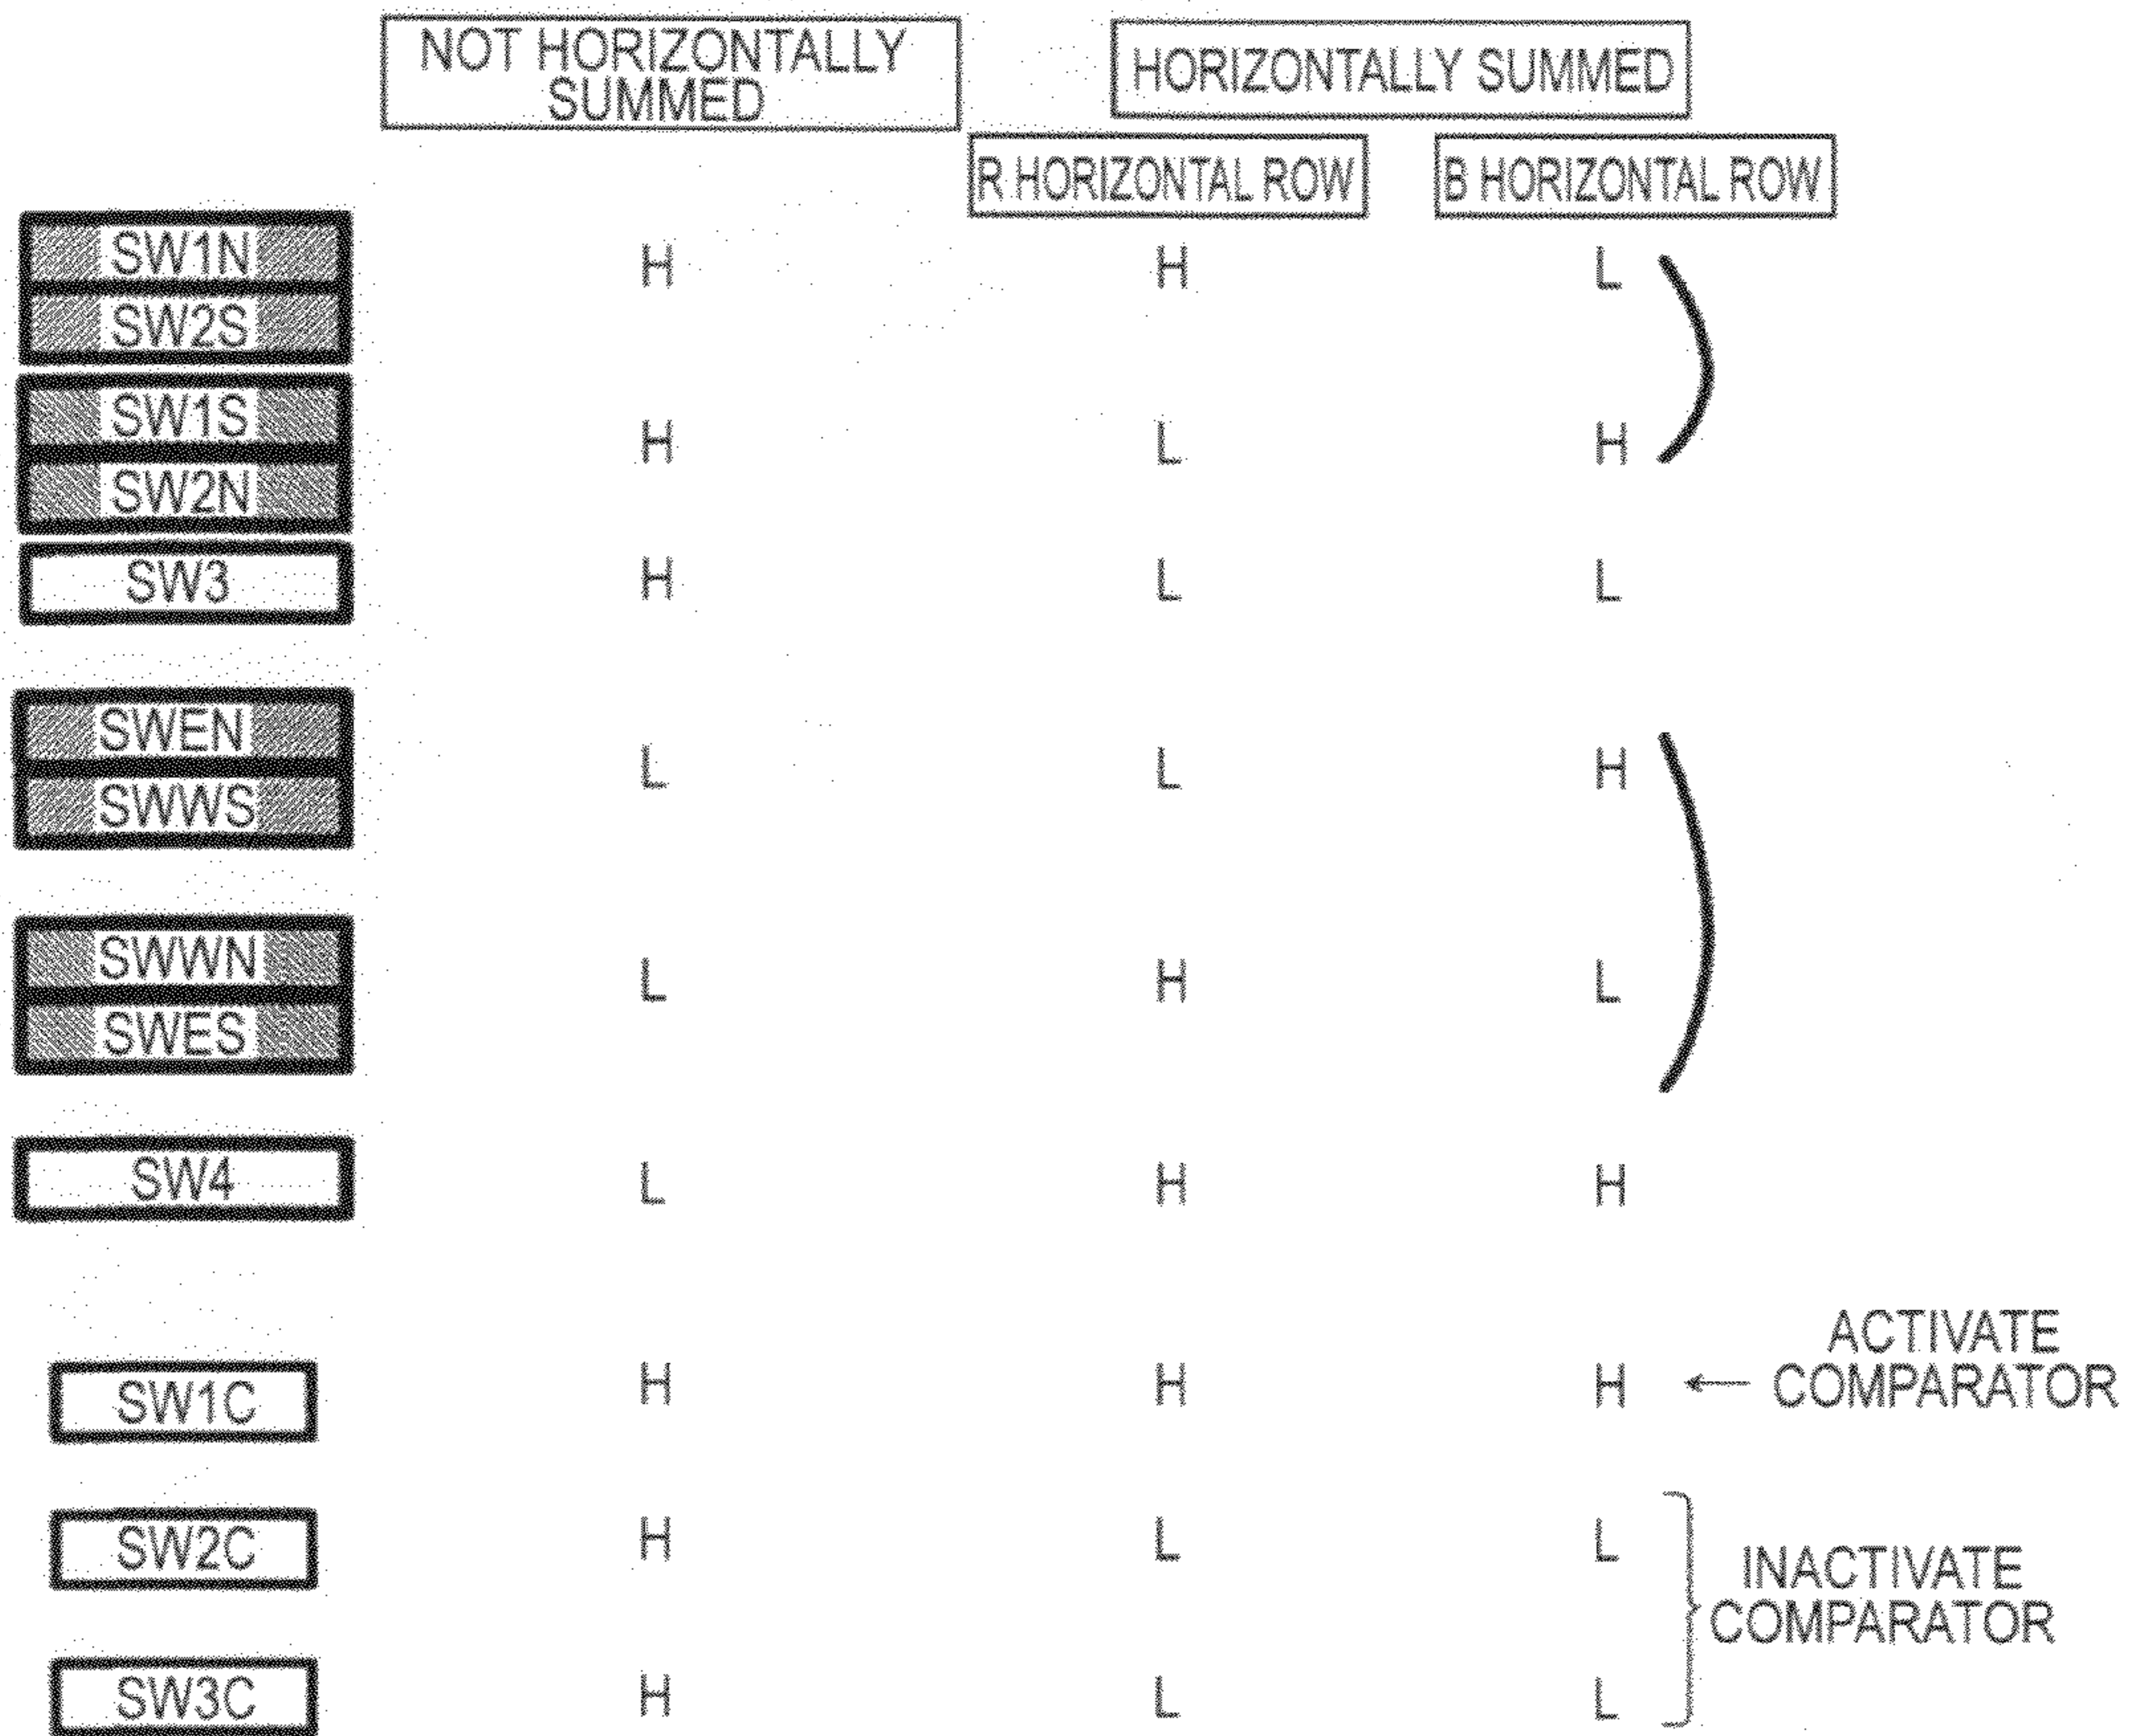 NOT HORIZONTALLY
SUMMED
HORIZONTALLY SUMMED
R HORIZONTAL ROW
B HORIZONTAL ROW
SW1N
H H L
SW2S
SW1S
H L H
SW2N
SW3 H L L
SWEN
L L H
SWWS
SWWN
L H L
SWES
SW4 L H H
SW1C H H H ← ACTIVATE
COMPARATOR
SW2C H L L
INACTIVATE
COMPARATOR
SW3C H L L